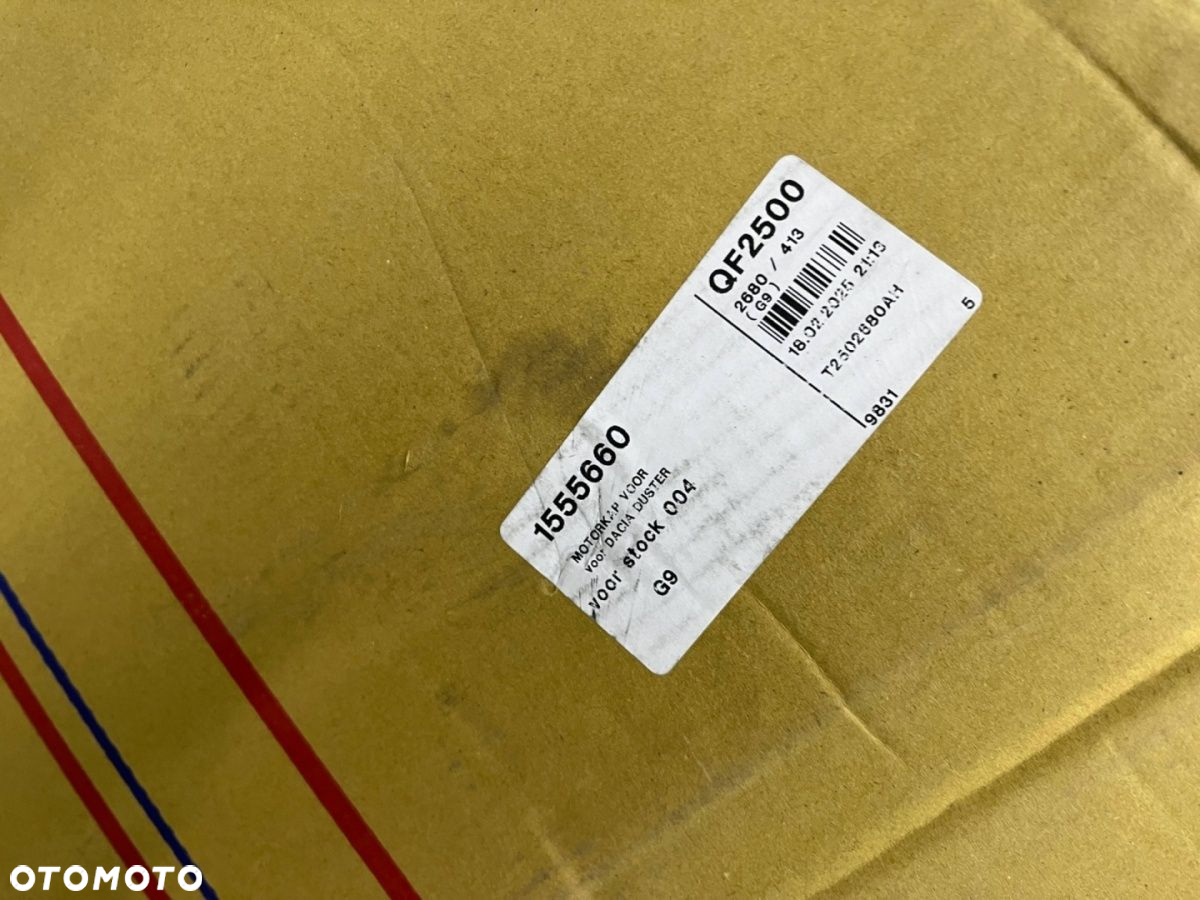 1555660
MOTORKAP VOOR
voor DACIA DUSTER
voor stock 004
G9
QF2500
2680 / 413
(G9)
18.02.2025 21:13
T2502680AH
9831
5
OTOMOTO